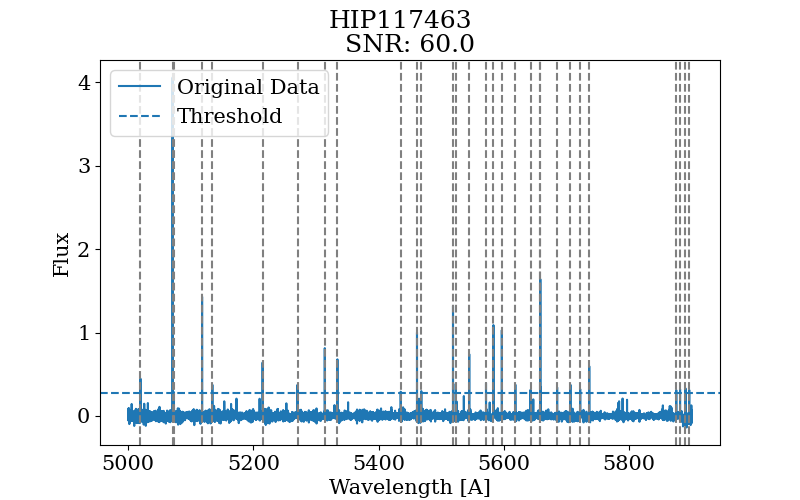 HIP117463
SNR: 60.0
Original Data
Threshold
4
3
2
1
0
Flux
5000
5200
5400
5600
5800
Wavelength [A]